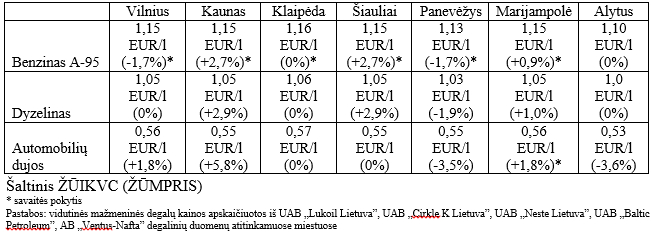 Vilnius Kaunas Klaipėda Šiauliai Panevėžys Marijampolė Alytus
1,15 1,15 1,16 1,15 1,13 1,15 1,10
EUR/l EUR/l EUR/l EUR/l EUR/l EUR/l EUR/l
Benzinas A-95 (-1,7%)* (+2,7%)* (0%)* (+2,7%)* (-1,7%)* (+0,9%)* (0%)
1,05 1,05 1,06 1,05 1,03 1,05 1,0
EUR/l EUR/l EUR/l EUR/l EUR/l EUR/l EUR/l
Dyzelinas (0%) (+2,9%) (0%) (+2,9%) (-1,9%) (+1,0%) (0%)
0,56 0,55 0,57 0,55 0,55 0,56 0,53
Automobilių EUR/l EUR/l EUR/l EUR/l EUR/l EUR/l EUR/l
dujos (+1,8%) (+5,8%) (0%) (0%) (-3,5%) (+1,8%)* (-3,6%)
Šaltinis ŽŪIKVC (ŽŪMPRIS)
* savaitės pokytis
Pastabos: vidutinės mažmeninės degalų kainos apskaičiuotos iš UAB „Lukoil Lietuva”, UAB „Cirkle K Lietuva”, UAB „Neste Lietuva”, UAB „Baltic
Petroleum”, AB „Ventus-Nafta” degalinių duomenų atitinkamuose miestuose